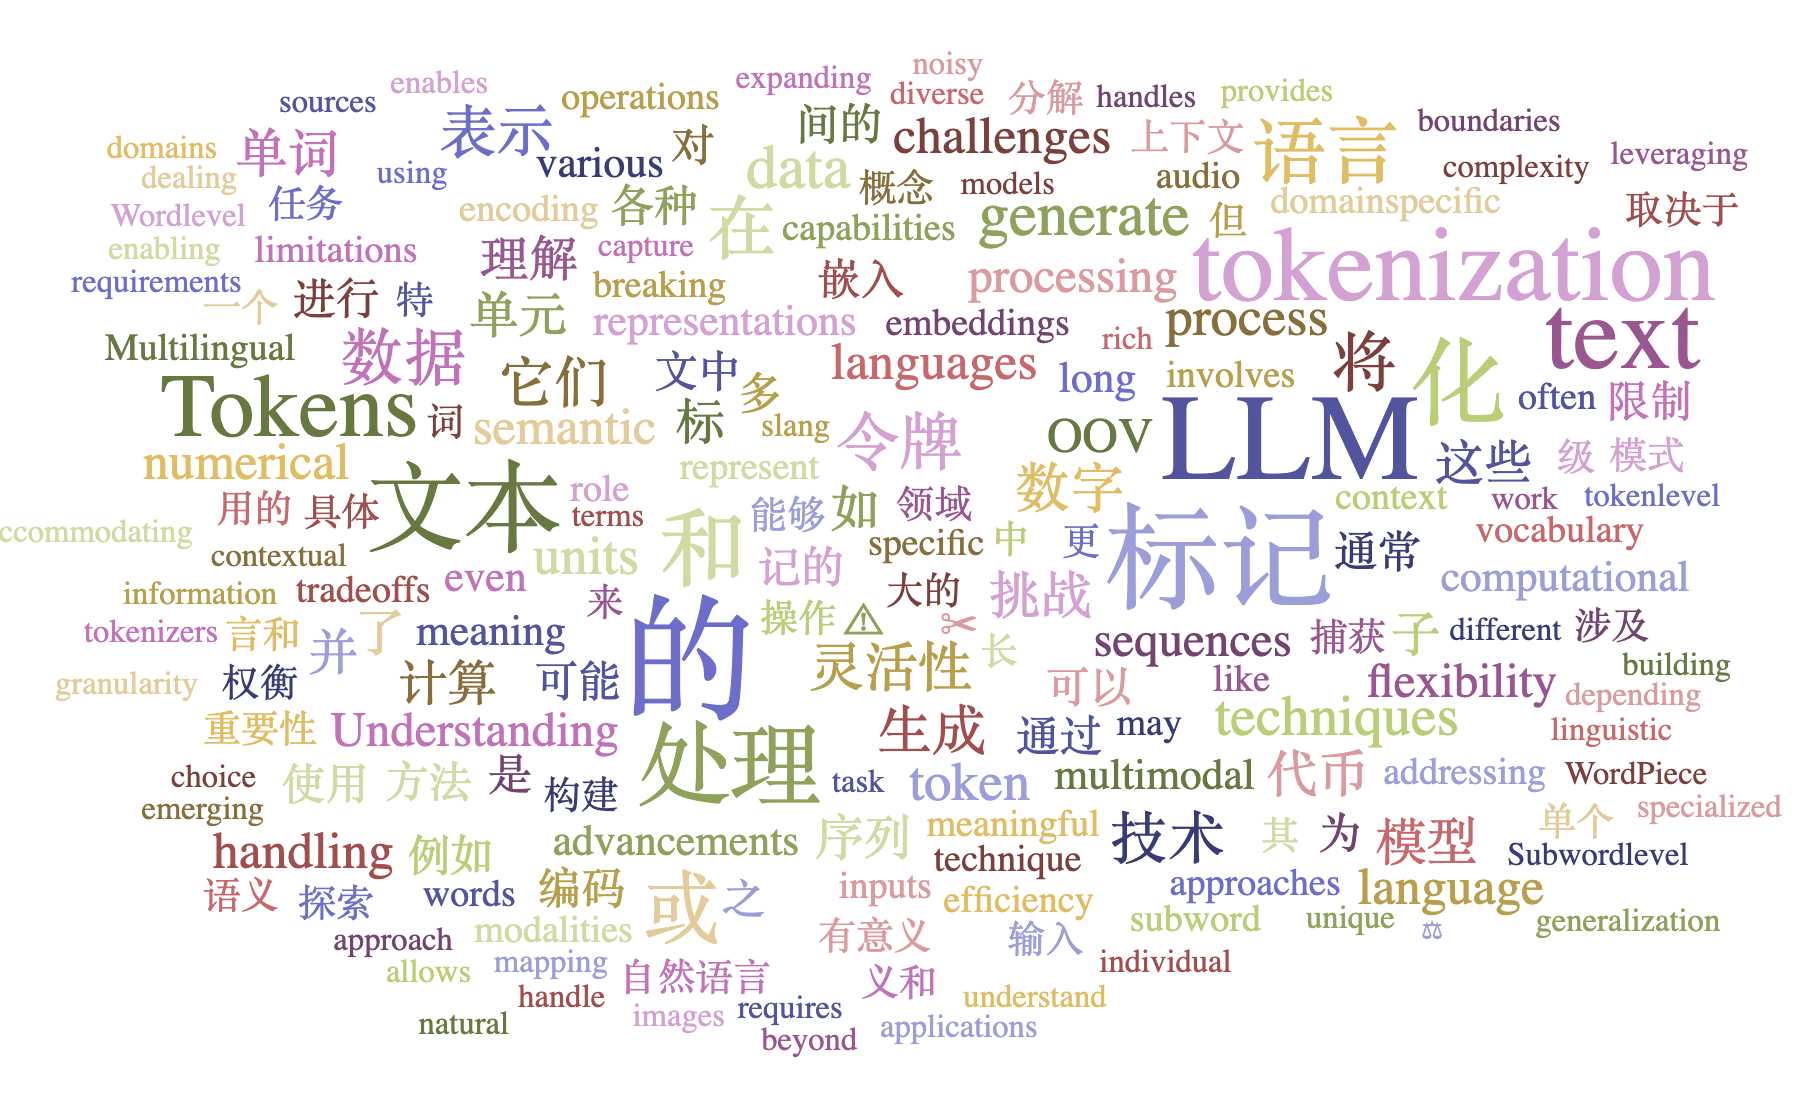 noisy
enables
expanding
sources
operations
diverse
分解
handles
provides
表示
间的
challenges
上下文
语言
boundaries
domains
单词
various
对
data
complexity
leveraging
dealing
using
概念
models
audio
domainspecific
Wordlevel
任务
encoding
各种
在
capabilities
generate
但
取决于
enabling
limitations
理解
capture
tokenization
requirements
一个
进行
特
单元
breaking
嵌入
processing
representations
embeddings
rich
process
text
Multilingual
数据
它们
文中
多
languages
long
involves
将
化
often
限制
Tokens
词
semantic
标
slang
令牌
OOV
LLM
numerical
represent
数字
这些
级
模式
用的
具体
文本
role
terms
能够
如
领域
context
work
tokenlevel
ccommodating
contextual
units
和
specific
中
更
标记
通常
vocabulary
information
tradeoffs
even
来
记的
大的
挑战
computational
tokenizers
言和
并
了
meaning
的
操作
⚠
✂
长
sequences
捕获
子
different
涉及
granularity
权衡
计算
可能
灵活性
可以
like
flexibility
building
depending
重要性
Understanding
生成
通过
may
techniques
linguistic
choice
使用
方法
是
构建
处理
task
token
multimodal
代币
addressing
WordPiece
emerging
handling
例如
advancements
序列
meaningful
technique
技术
其
为
模型
单个
specialized
Subwordlevel
语义
探索
words
编码
或
之
inputs
efficiency
approaches
language
approach
modalities
有意义
输入
subword
unique
⚖
generalization
allows
mapping
自然语言
义和
individual
handle
images
requires
understand
natural
beyond
applications